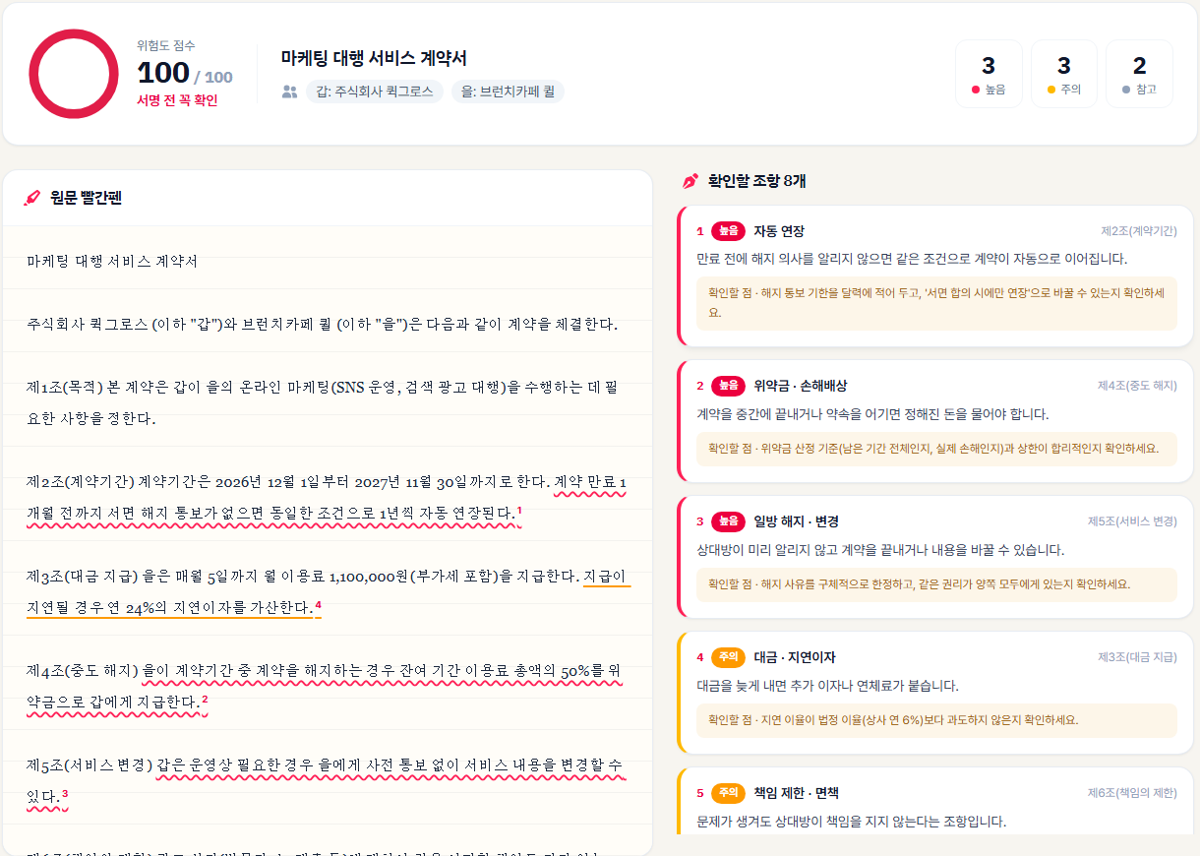 위험도 점수
100 / 100
서명 전 꼭 확인
마케팅 대행 서비스 계약서
갑: 주식회사 퀵그로스
을: 브런치카페 퀼
3
높음
3
주의
2
참고
원문 빨간펜
마케팅 대행 서비스 계약서
주식회사 퀵그로스 (이하 "갑")와 브런치카페 퀼 (이하 "을")은 다음과 같이 계약을 체결한다.
제1조(목적) 본 계약은 갑이 을의 온라인 마케팅(SNS 운영, 검색 광고 대행)을 수행하는 데 필
요한 사항을 정한다.
제2조(계약기간) 계약기간은 2026년 12월 1일부터 2027년 11월 30일까지로 한다. 계약 만료 1
개월 전까지 서면 해지 통보가 없으면 동일한 조건으로 1년씩 자동 연장된다.1
제3조(대금 지급) 을은 매월 5일까지 월 이용료 1,100,000원(부가세 포함)을 지급한다. 지급이
지연될 경우 연 24%의 지연이자를 가산한다.4
제4조(중도 해지) 을이 계약기간 중 계약을 해지하는 경우 잔여 기간 이용료 총액의 50%를 위
약금으로 갑에게 지급한다.2
제5조(서비스 변경) 갑은 운영상 필요한 경우 을에게 사전 통보 없이 서비스 내용을 변경할 수
있다.3
확인할 조항 8개
1 높음 자동 연장 제2조(계약기간)
만료 전에 해지 의사를 알리지 않으면 같은 조건으로 계약이 자동으로 이어집니다.
확인할 점 · 해지 통보 기한을 달력에 적어 두고, '서면 합의 시에만 연장'으로 바꿀 수 있는지 확인하세
요.
2 높음 위약금 · 손해배상 제4조(중도 해지)
계약을 중간에 끝내거나 약속을 어기면 정해진 돈을 물어야 합니다.
확인할 점 · 위약금 산정 기준(남은 기간 전체인지, 실제 손해인지)과 상한이 합리적인지 확인하세요.
3 높음 일방 해지 · 변경 제5조(서비스 변경)
상대방이 미리 알리지 않고 계약을 끝내거나 내용을 바꿀 수 있습니다.
확인할 점 · 해지 사유를 구체적으로 한정하고, 같은 권리가 양쪽 모두에게 있는지 확인하세요.
4 주의 대금 · 지연이자 제3조(대금 지급)
대금을 늦게 내면 추가 이자나 연체료가 붙습니다.
확인할 점 · 지연 이율이 법정 이율(상사 연 6%)보다 과도하지 않은지 확인하세요.
5 주의 책임 제한 · 면책 제6조(책임의 제한)
문제가 생겨도 상대방이 책임을 지지 않는다는 조항입니다.